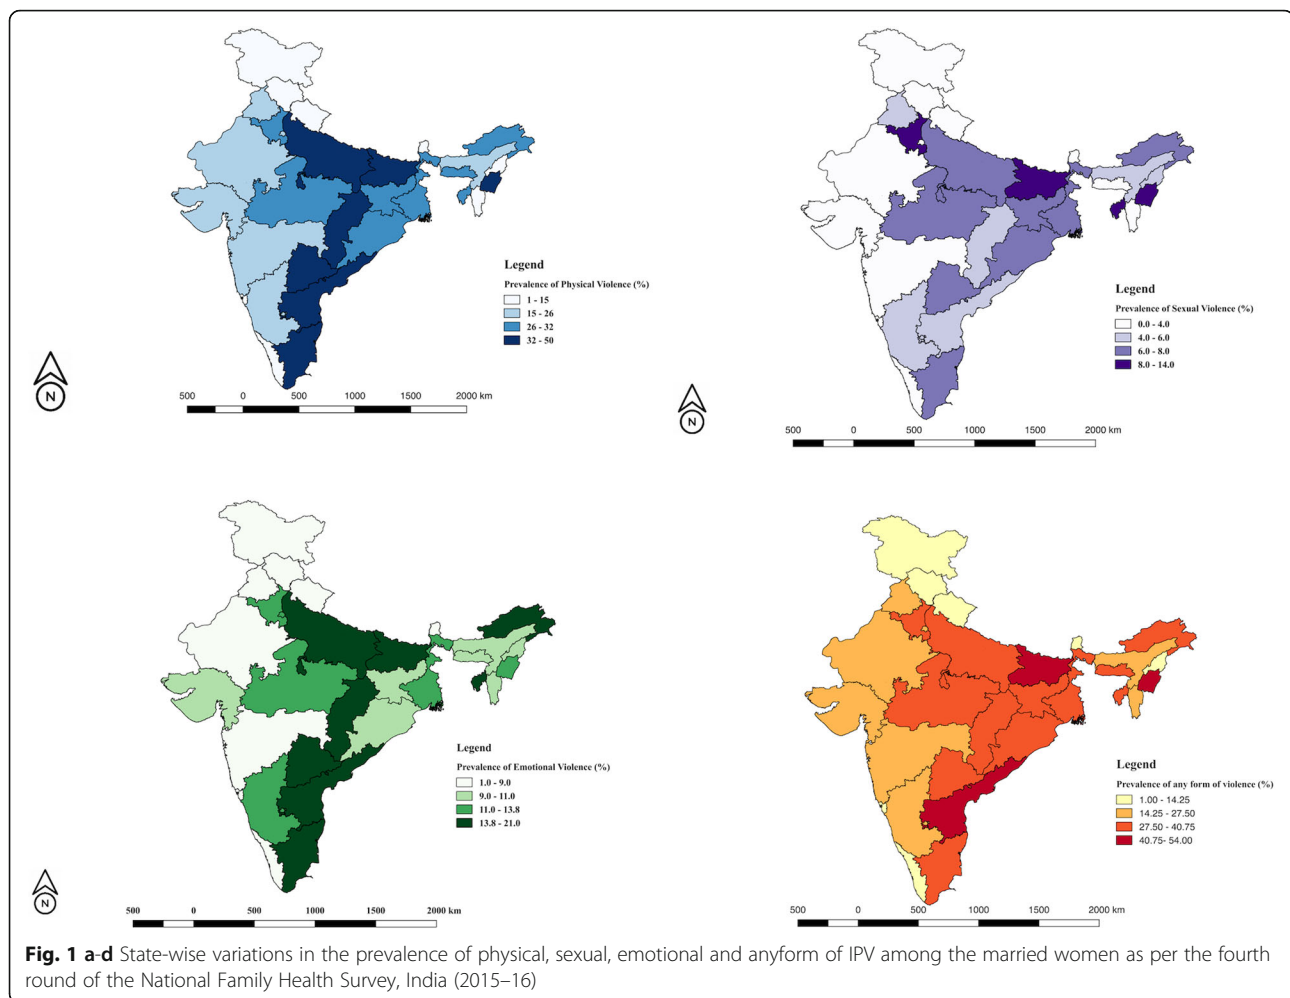 Legend
Prevalence of Physical Violence (%)
1 - 15
15 - 26
26 - 32
32 - 50
N
500 0 500 1000 1500 2000 km
Legend
Prevalence of Sexual Violence (%)
0.0 - 4.0
4.0 - 6.0
6.0 - 8.0
8.0 - 14.0
N
500 0 500 1000 1500 2000 km
Legend
Prevalence of Emotional Violence (%)
1.0 - 9.0
9.0 - 11.0
11.0 - 13.8
13.8 - 21.0
N
500 0 500 1000 1500 2000 km
Legend
Prevalence of any form of violence (%)
1.00 - 14.25
14.25 - 27.50
27.50 - 40.75
40.75- 54.00
N
500 0 500 1000 1500 2000 km
Fig. 1 a-d State-wise variations in the prevalence of physical, sexual, emotional and anyform of IPV among the married women as per the fourth
round of the National Family Health Survey, India (2015–16)